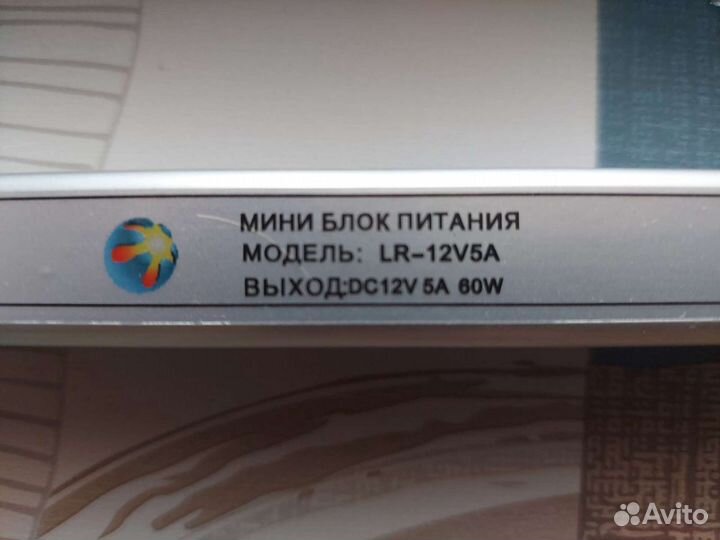 МИНИ БЛОК ПИТАНИЯ
МОДЕЛЬ: LR-12V5A
ВЫХОД:DC12V 5A 60W
Avito